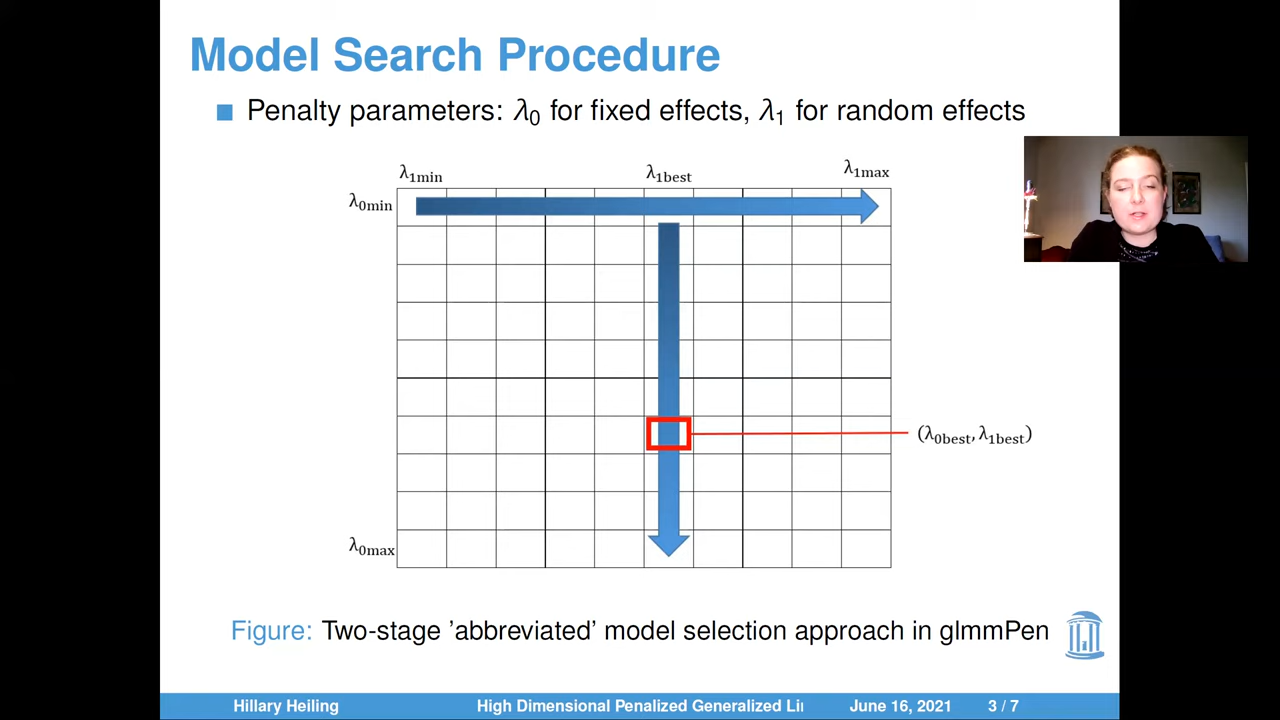 Model Search Procedure
Penalty parameters: λ0 for fixed effects, λ1 for random effects
λ1min λ1best λ1max
λ0min
(λ0best, λ1best)
λ0max
Figure: Two-stage 'abbreviated' model selection approach in glmmPen
Hillary Heiling High Dimensional Penalized Generalized Lin June 16, 2021 3 / 7